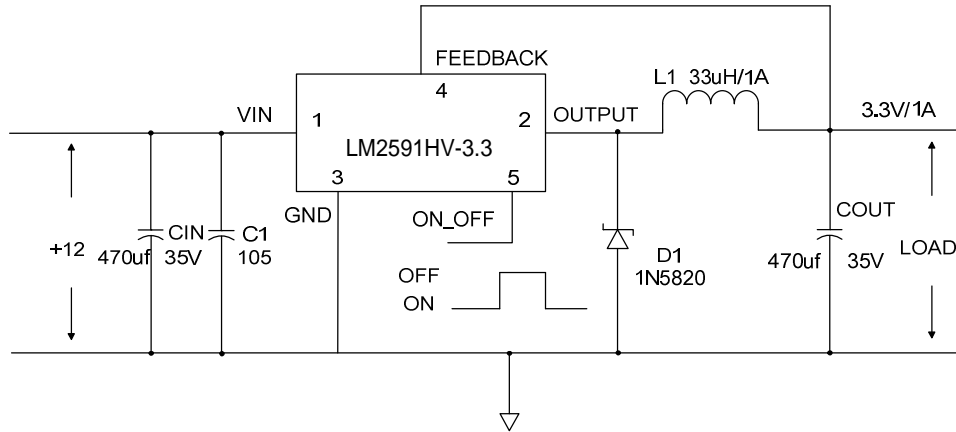 FEEDBACK
4
L1 33uH/1A
VIN
1
2
OUTPUT
3.3V/1A
LM2591HV-3.3
3
5
GND
ON_OFF
+12
CIN
470uf 35V
C1
105
OFF
ON
D1
1N5820
COUT
470uf 35V
LOAD